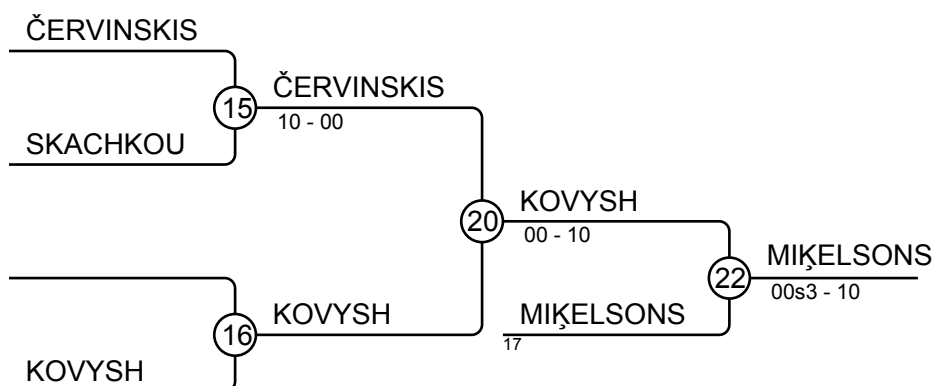 ČERVINSKIS
15
ČERVINSKIS
10 - 00
SKACHKOU
20
KOVYSH
00 - 10
22
MIĶELSONS
00s3 - 10
16
KOVYSH
MIĶELSONS
17
KOVYSH